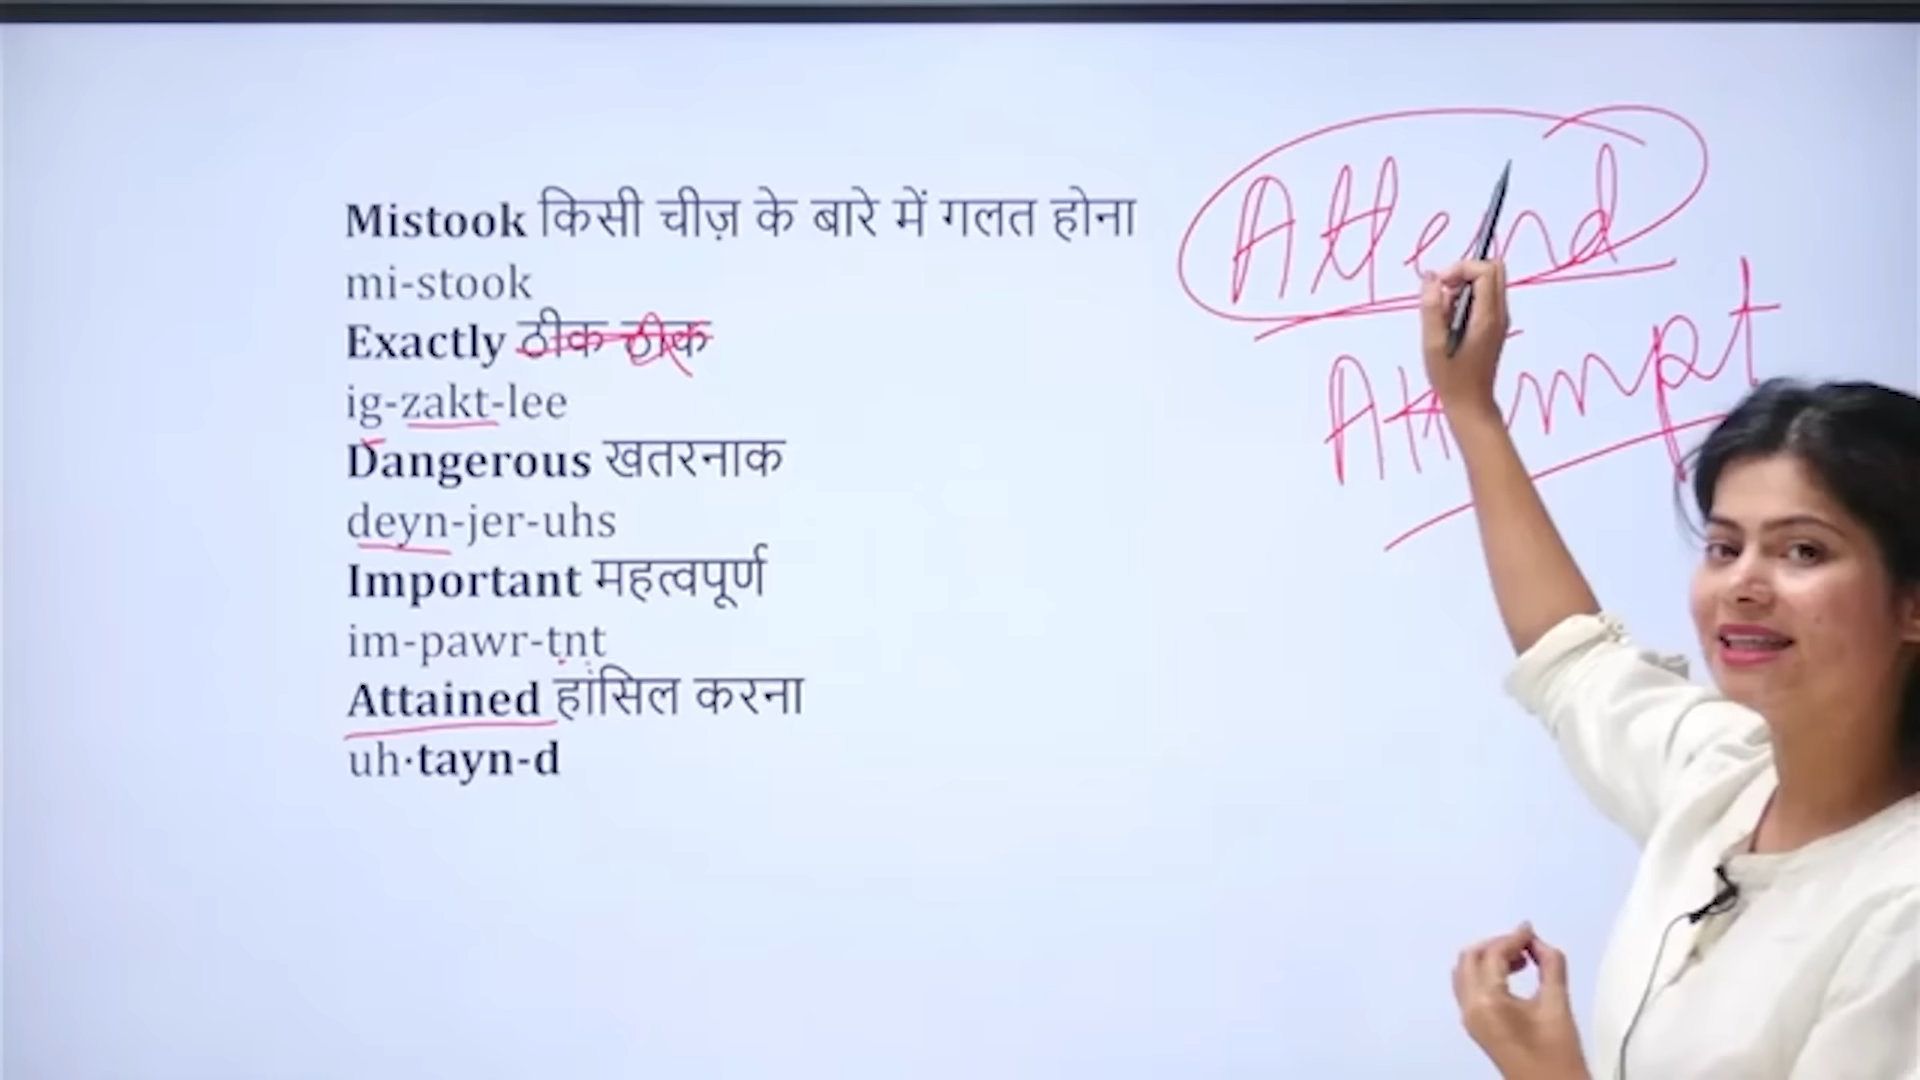 Mistook किसी चीज़ के बारे में गलत होना
mi-stook
Exactly ठीक ठीक
ig-zakt-lee
Dangerous खतरनाक
deyn-jer-uhs
Important महत्वपूर्ण
im-pawr-tnt
Attained हांसिल करना
uh·tayn-d
Attend
Attempt